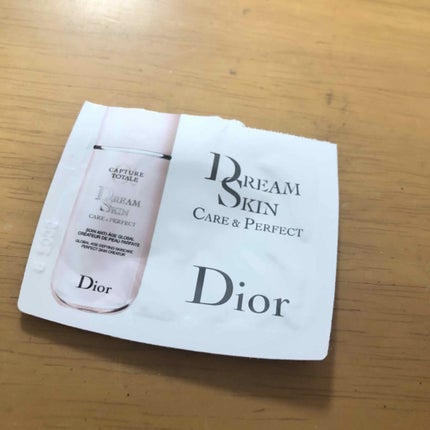 CAPTURE
TOTALE
DREAM
SKIN
CARE & PERFECT
SOIN ANTI-ÂGE GLOBAL
CRÉATEUR DE PEAU PARFAITE
GLOBAL AGE-DEFYING SKINCARE
PERFECT SKIN CREATOR
Dior
DREAM
SKIN
CARE & PERFECT
Dior